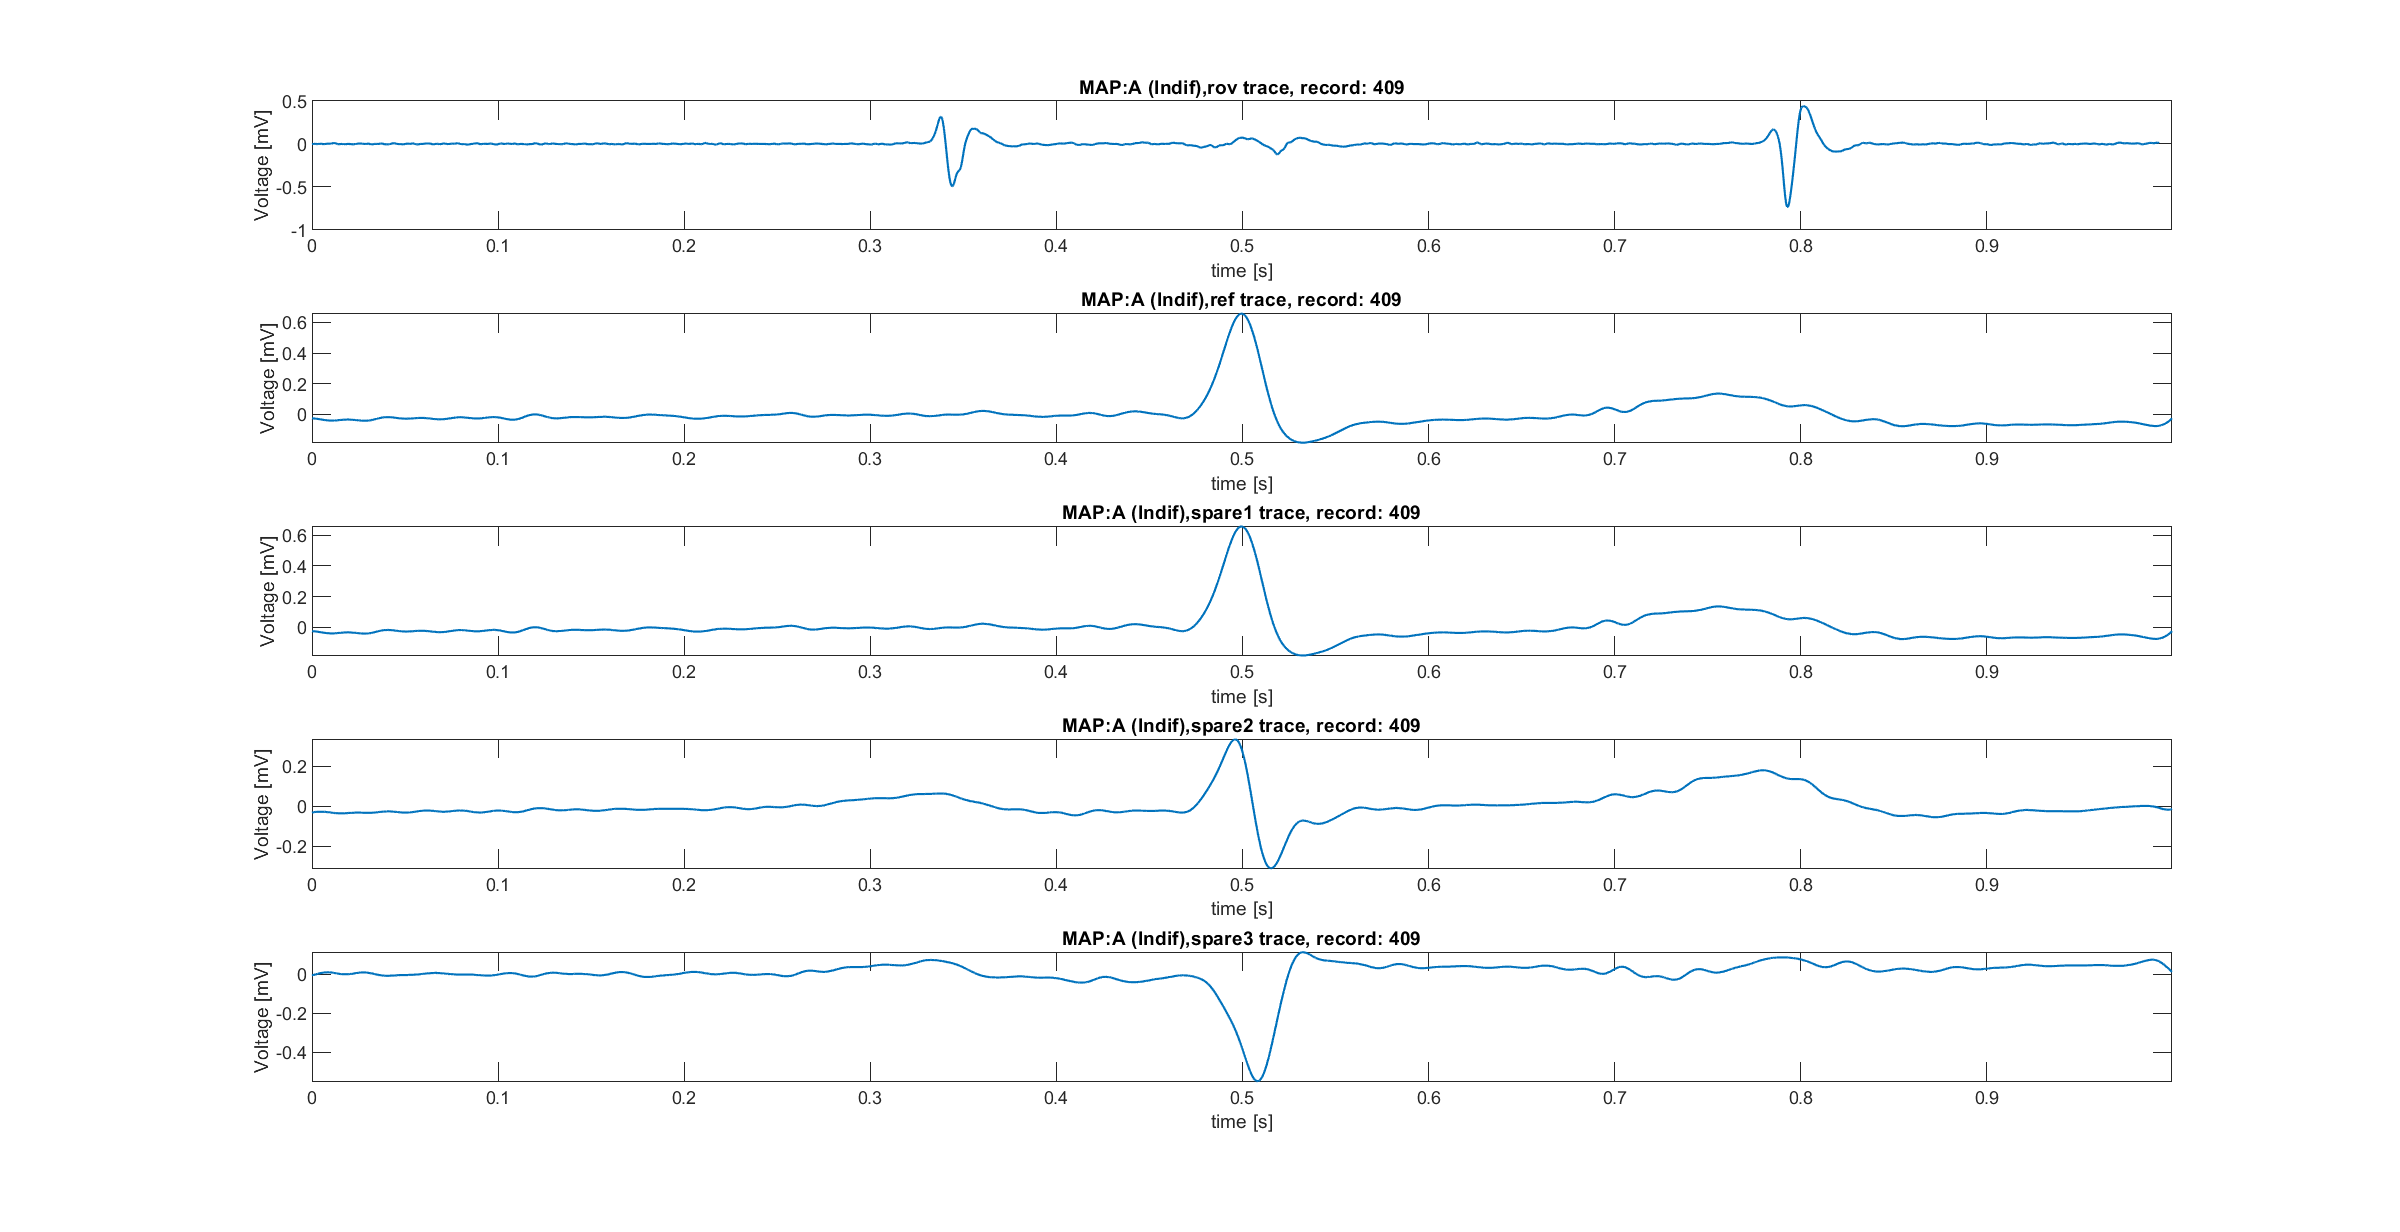 MAP:A (Indif),rov trace, record: 409
Voltage [mV]
0.5
0
-0.5
-1
0 0.1 0.2 0.3 0.4 0.5 0.6 0.7 0.8 0.9
time [s]
MAP:A (Indif),ref trace, record: 409
Voltage [mV]
0.6
0.4
0.2
0
0 0.1 0.2 0.3 0.4 0.5 0.6 0.7 0.8 0.9
time [s]
MAP:A (Indif),spare1 trace, record: 409
Voltage [mV]
0.6
0.4
0.2
0
0 0.1 0.2 0.3 0.4 0.5 0.6 0.7 0.8 0.9
time [s]
MAP:A (Indif),spare2 trace, record: 409
Voltage [mV]
0.2
0
-0.2
0 0.1 0.2 0.3 0.4 0.5 0.6 0.7 0.8 0.9
time [s]
MAP:A (Indif),spare3 trace, record: 409
Voltage [mV]
0
-0.2
-0.4
0 0.1 0.2 0.3 0.4 0.5 0.6 0.7 0.8 0.9
time [s]